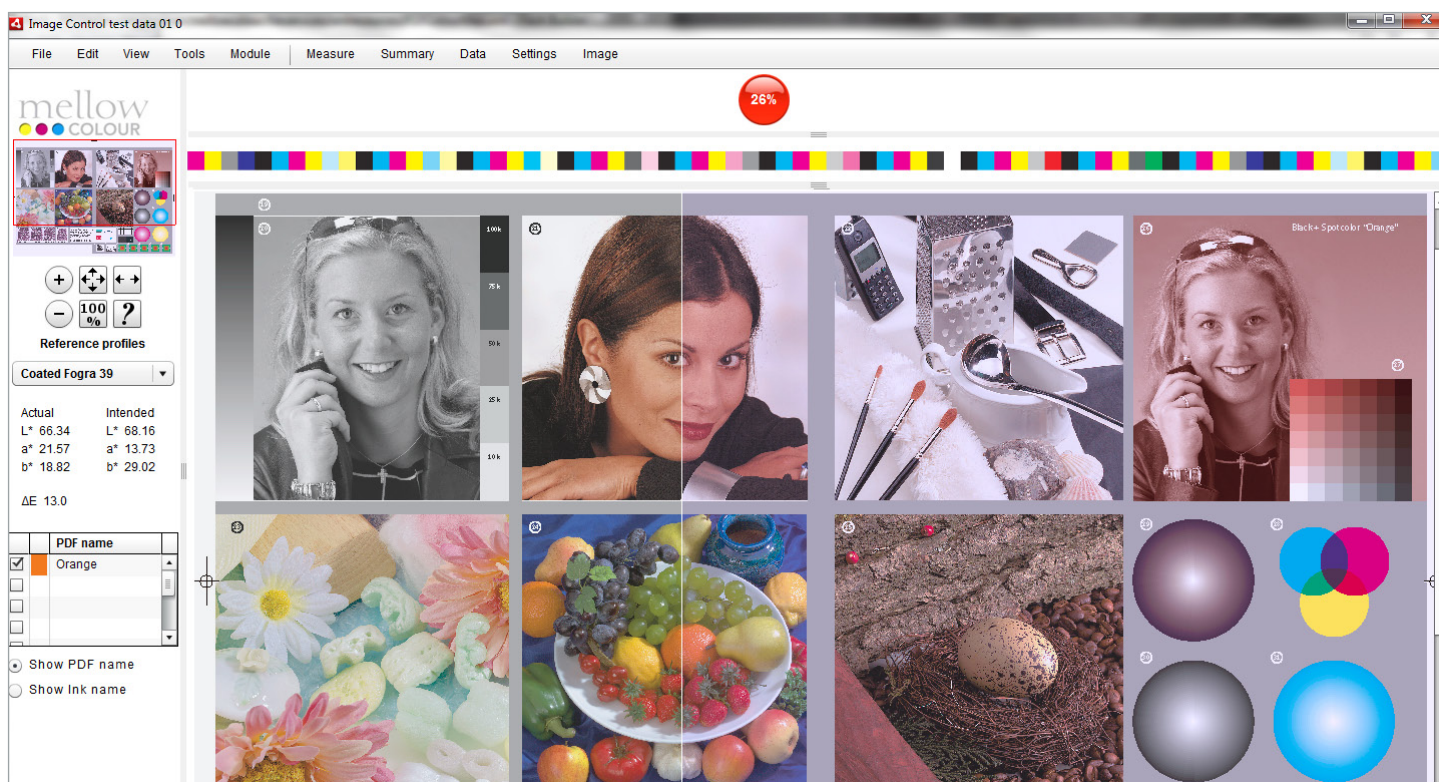 Image Control test data 01 0
File Edit View Tools Module Measure Summary Data Settings Image
mellow
COLOUR
26%
100
%
?
Reference profiles
Coated Fogra 39
Actual Intended
L* 66.34 L* 68.16
a* 21.57 a* 13.73
b* 18.82 b* 29.02
ΔE 13.0
PDF name
Orange
Show PDF name
Show Ink name
100k
75k
50k
25k
10k
Black+ Spotcolor "Orange"